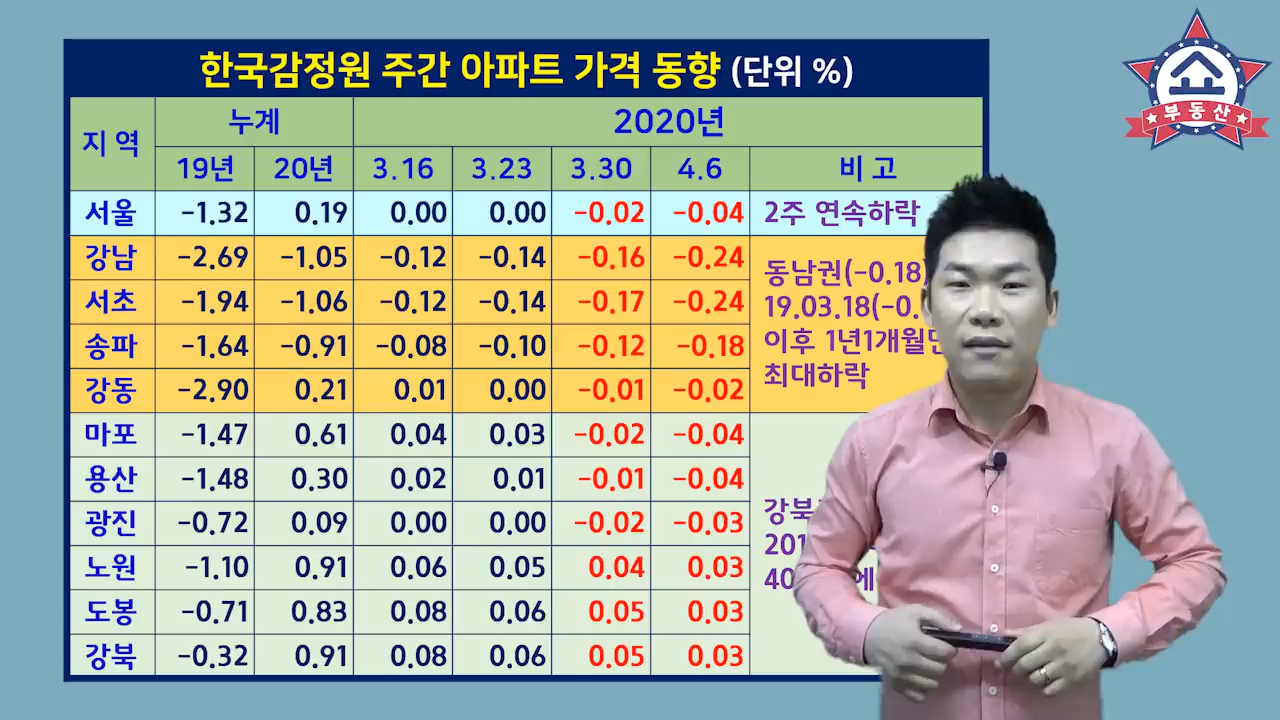 한국감정원 주간 아파트 가격 동향 (단위 %)
부동산
지 역 누계 2020년
19년 20년 3.16 3.23 3.30 4.6 비 고
서울 -1.32 0.19 0.00 0.00 -0.02 -0.04 2주 연속하락
강남 -2.69 -1.05 -0.12 -0.14 -0.16 -0.24
서초 -1.94 -1.06 -0.12 -0.14 -0.17 -0.24
송파 -1.64 -0.91 -0.08 -0.10 -0.12 -0.18
강동 -2.90 0.21 0.01 0.00 -0.01 -0.02
동남권(-0.18)
19.03.18(-0.
이후 1년1개월만
최대하락
마포 -1.47 0.61 0.04 0.03 -0.02 -0.04
용산 -1.48 0.30 0.02 0.01 -0.01 -0.04
광진 -0.72 0.09 0.00 0.00 -0.02 -0.03
노원 -1.10 0.91 0.06 0.05 0.04 0.03
도봉 -0.71 0.83 0.08 0.06 0.05 0.03
강북 -0.32 0.91 0.08 0.06 0.05 0.03
강북
201
40